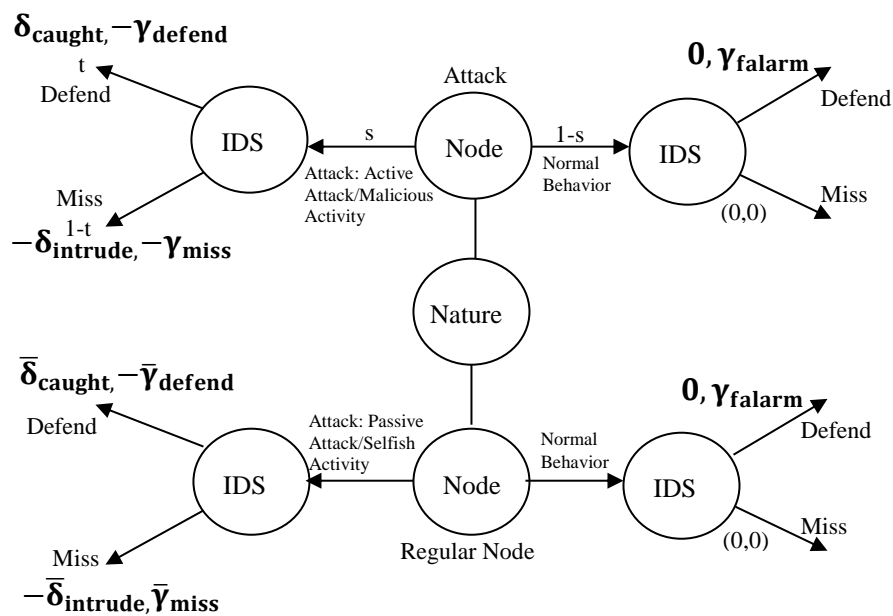 δcaught, −γdefend
t
Defend
IDS
Miss
1-t
−δintrude, −γmiss
s
Attack: Active
Attack/Malicious
Activity
Attack
Node
1-s
Normal
Behavior
IDS
0, γfalarm
Defend
Miss
(0,0)
Nature
δ̅caught, −γ̅defend
Defend
IDS
Miss
−δ̅intrude, γ̅miss
Attack: Passive
Attack/Selfish
Activity
Node
Regular Node
Normal
Behavior
IDS
0, γfalarm
Defend
Miss
(0,0)